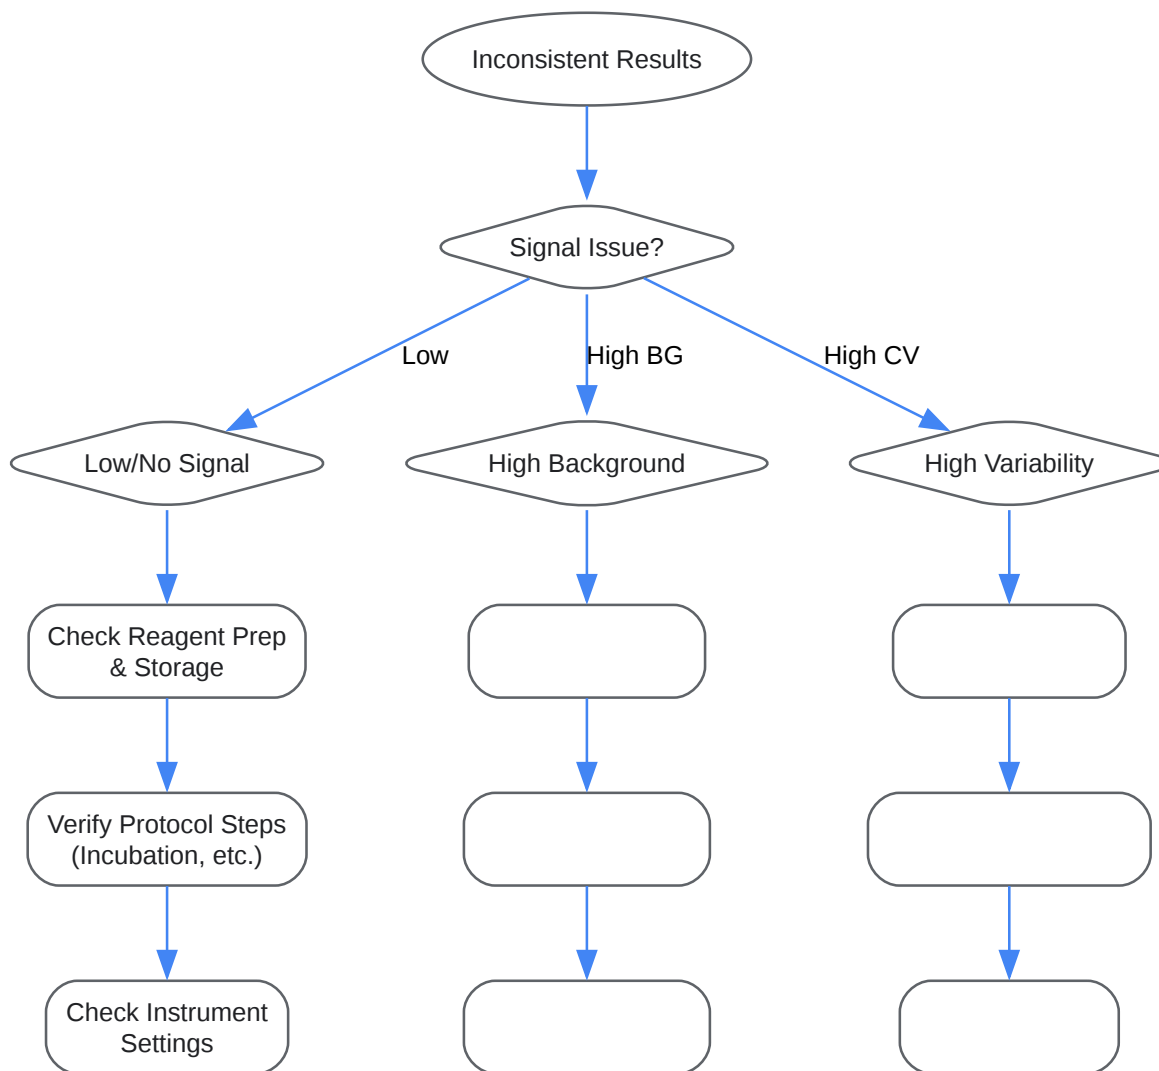 Inconsistent Results
Signal Issue?
Low
High BG
High CV
Low/No Signal
High Background
High Variability
Check Reagent Prep
& Storage
Verify Protocol Steps
(Incubation, etc.)
Check Instrument
Settings